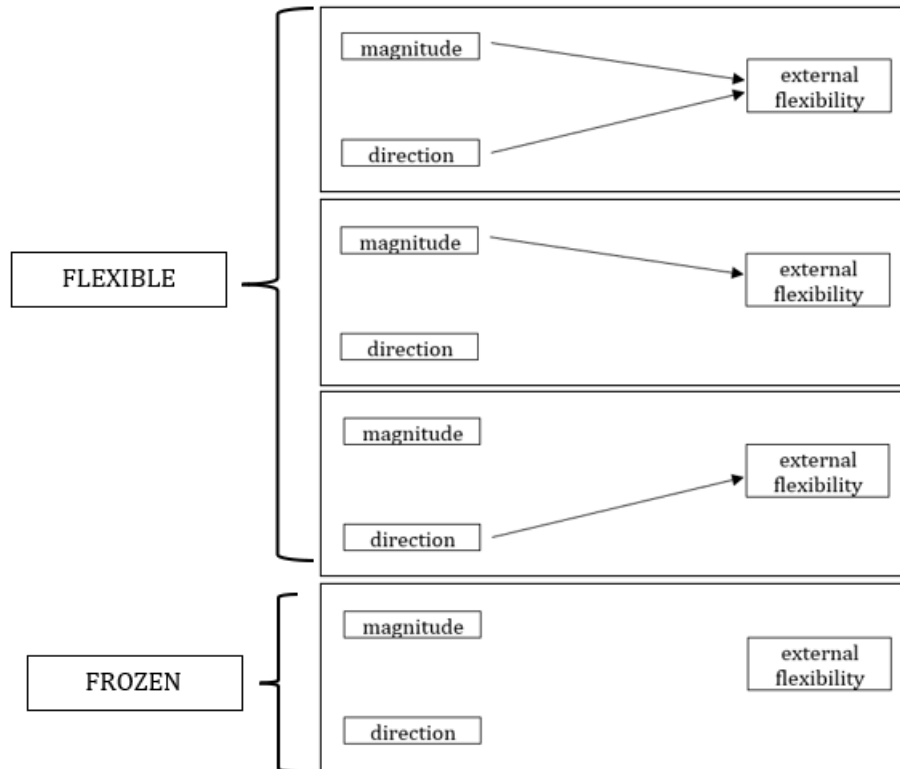 magnitude
external
flexibility
direction
magnitude
external
flexibility
direction
FLEXIBLE
magnitude
external
flexibility
direction
magnitude
external
flexibility
direction
FROZEN